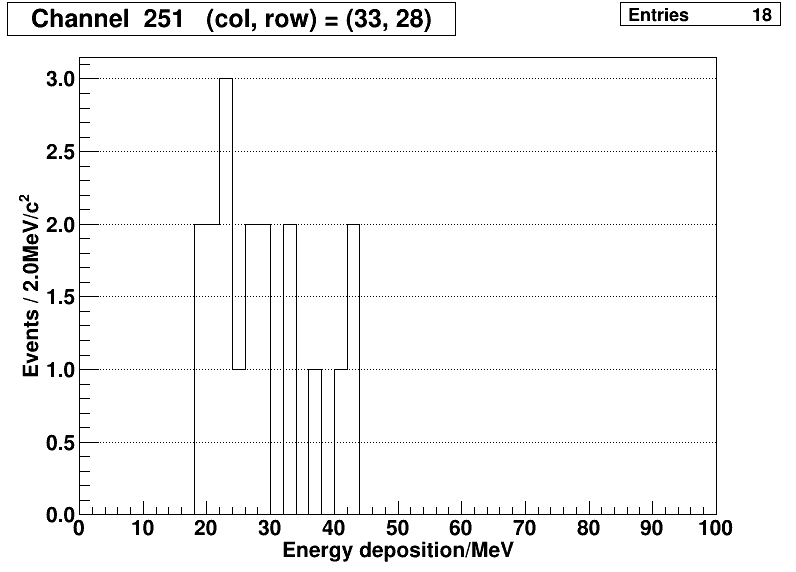 Channel 251 (col, row) = (33, 28)
Entries 18
Events / 2.0MeV/c²
3.0
2.5
2.0
1.5
1.0
0.5
0.0
0 10 20 30 40 50 60 70 80 90 100
Energy deposition/MeV